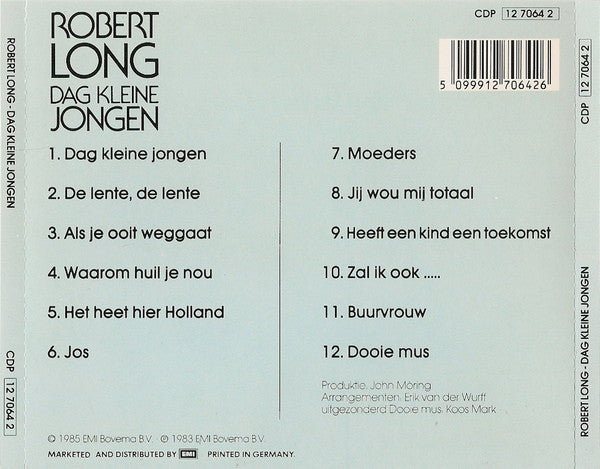 ROBERT LONG - DAG KLEINE JONGEN
CDP 12 7064 2
ROBERT
LONG
DAG KLEINE
JONGEN
CDP 12 7064 2
5 099912 706426
1. Dag kleine jongen
2. De lente, de lente
3. Als je ooit weggaat
4. Waarom huil je nou
5. Het heet hier Holland
6. Jos
7. Moeders
8. Jij wou mij totaal
9. Heeft een kind een toekomst
10. Zal ik ook .....
11. Buurvrouw
12. Dooie mus
Produktie: John Möring
Arrangementen: Erik van der Wurff
uitgezonderd Dooie mus: Koos Mark
© 1985 EMI Bovema B.V. ℗ 1983 EMI Bovema B.V.
MARKETED AND DISTRIBUTED BY EMI PRINTED IN GERMANY.
CDP 12 7064 2
ROBERT LONG - DAG KLEINE JONGEN